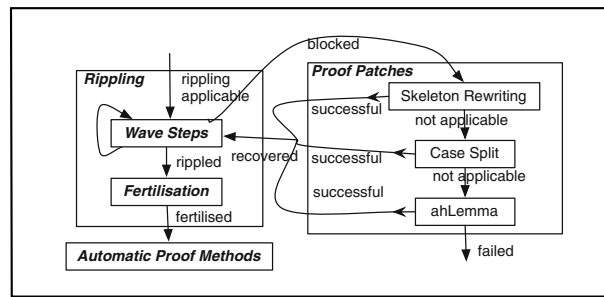 blocked
Rippling
rippling
applicable
Proof Patches
Skeleton Rewriting
successful
not applicable
Wave Steps
rippled
recovered
successful
Case Split
not applicable
Fertilisation
successful
ahLemma
fertilised
failed
Automatic Proof Methods